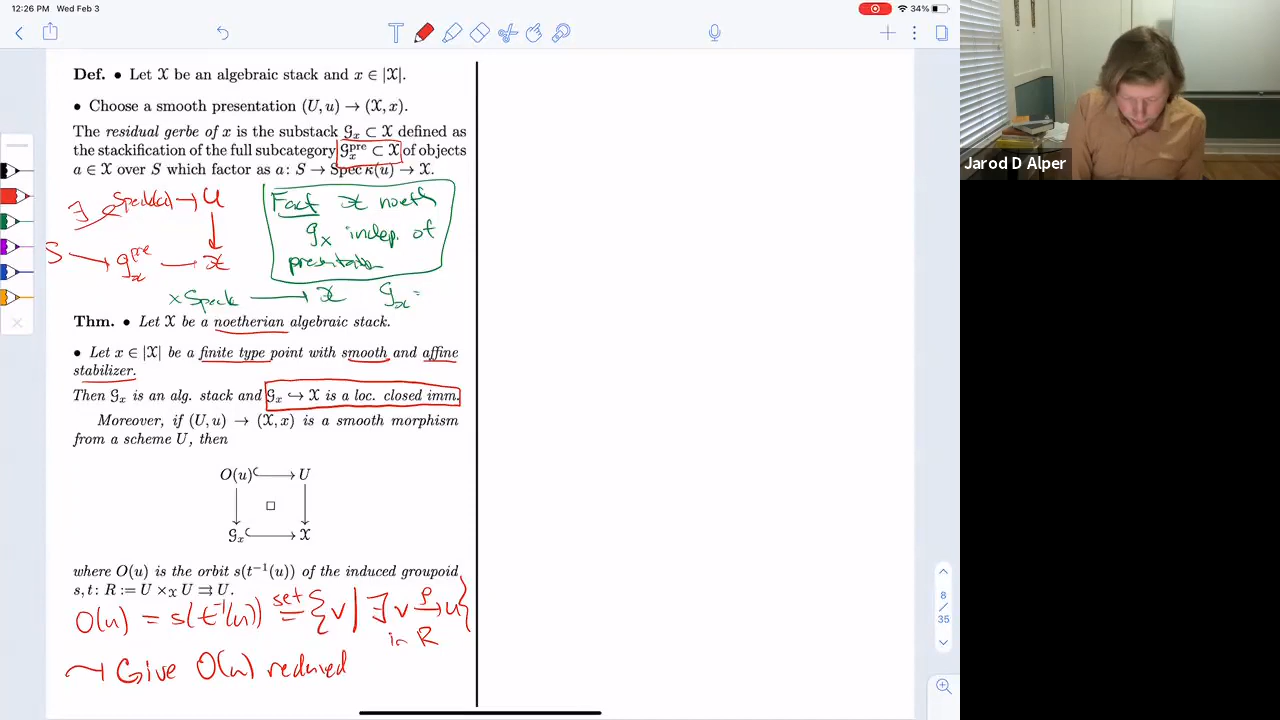 12:26 PM Wed Feb 3
34%
Def. • Let 𝒳 be an algebraic stack and x ∈ |𝒳|.
• Choose a smooth presentation (U, u) → (𝒳, x).
The residual gerbe of x is the substack 𝒢ₓ ⊂ 𝒳 defined as
the stackification of the full subcategory 𝒢ₓᵖʳᵉ ⊂ 𝒳 of objects
a ∈ 𝒳 over S which factor as a: S → Spec κ(u) → 𝒳.
∃ Spec κ(u) → U
S → 𝒢ₓᵖʳᵉ → 𝒳
Fact 𝒳 noeth
𝒢ₓ indep. of
presentation
x Spec k → 𝒳 𝒢ₓ =
Thm. • Let 𝒳 be a noetherian algebraic stack.
• Let x ∈ |𝒳| be a finite type point with smooth and affine
stabilizer.
Then 𝒢ₓ is an alg. stack and 𝒢ₓ ↪ 𝒳 is a loc. closed imm.
Moreover, if (U, u) → (𝒳, x) is a smooth morphism
from a scheme U, then
O(u) ↪ U
□
𝒢ₓ ↪ 𝒳
where O(u) is the orbit s(t⁻¹(u)) of the induced groupoid
s, t: R := U ×_𝒳 U ⇉ U.
O(u) = s(t⁻¹(u)) set= {v | ∃ v →ρ u}
in R
⤳ Give O(u) reduced
8
/
35
Jarod D Alper